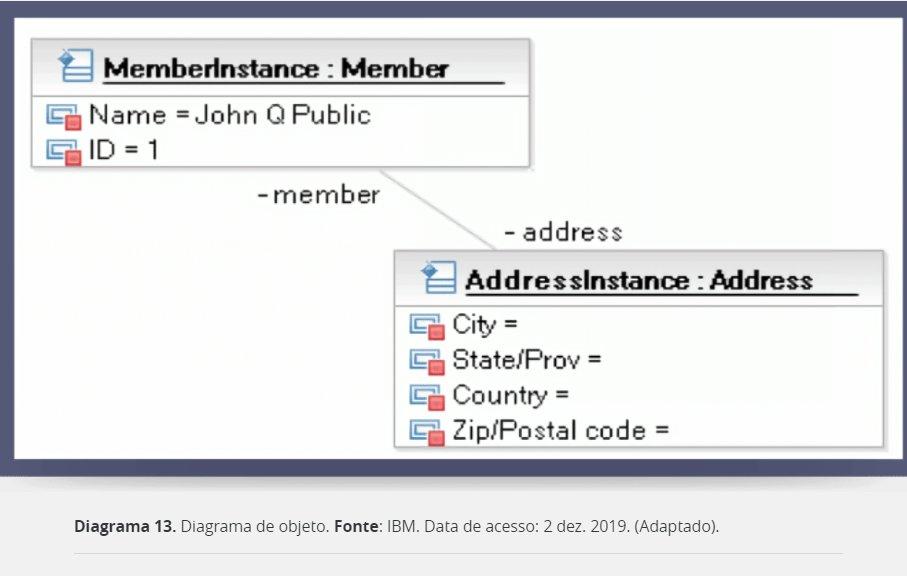 MemberInstance : Member
Name = John Q Public
ID = 1
- member
- address
AddressInstance : Address
City =
State/Prov =
Country =
Zip/Postal code =
Diagrama 13. Diagrama de objeto. Fonte: IBM. Data de acesso: 2 dez. 2019. (Adaptado).